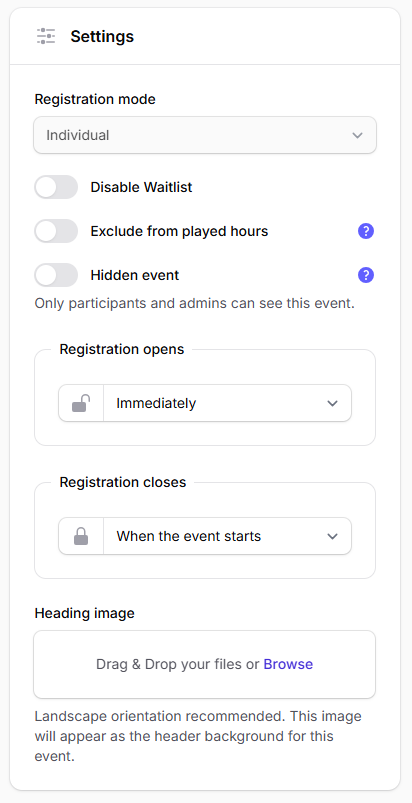 Settings
Registration mode
Individual
Disable Waitlist
Exclude from played hours
?
Hidden event
?
Only participants and admins can see this event.
Registration opens
Immediately
Registration closes
When the event starts
Heading image
Drag & Drop your files or Browse
Landscape orientation recommended. This image
will appear as the header background for this
event.